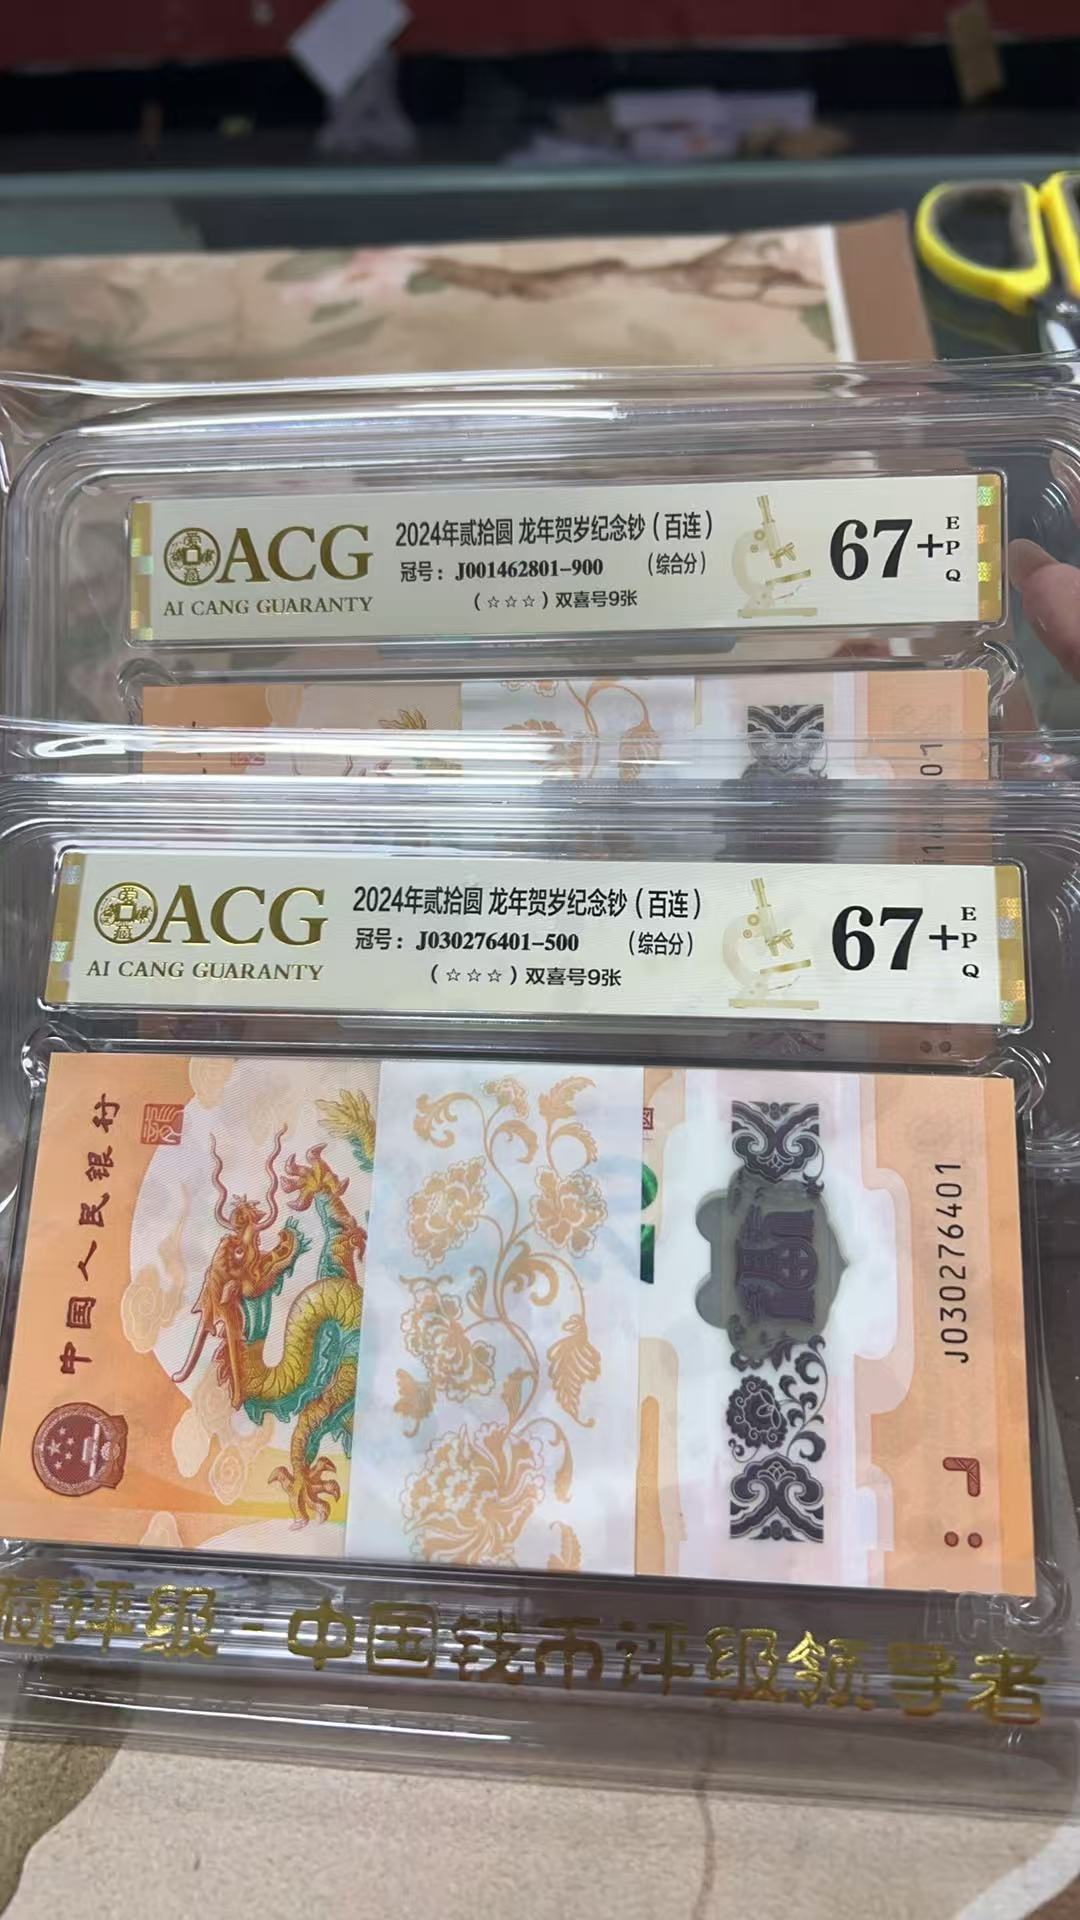 ACG
AI CANG GUARANTY
2024年贰拾圆 龙年贺岁纪念钞（百连）
冠号：J001462801-900 （综合分）
（☆☆☆）双喜号9张
67+
EPQ
ACG
AI CANG GUARANTY
2024年贰拾圆 龙年贺岁纪念钞（百连）
冠号：J030276401-500 （综合分）
（☆☆☆）双喜号9张
67+
EPQ
中国人民银行
J030276401
藏评级-中国钱币评级领导者